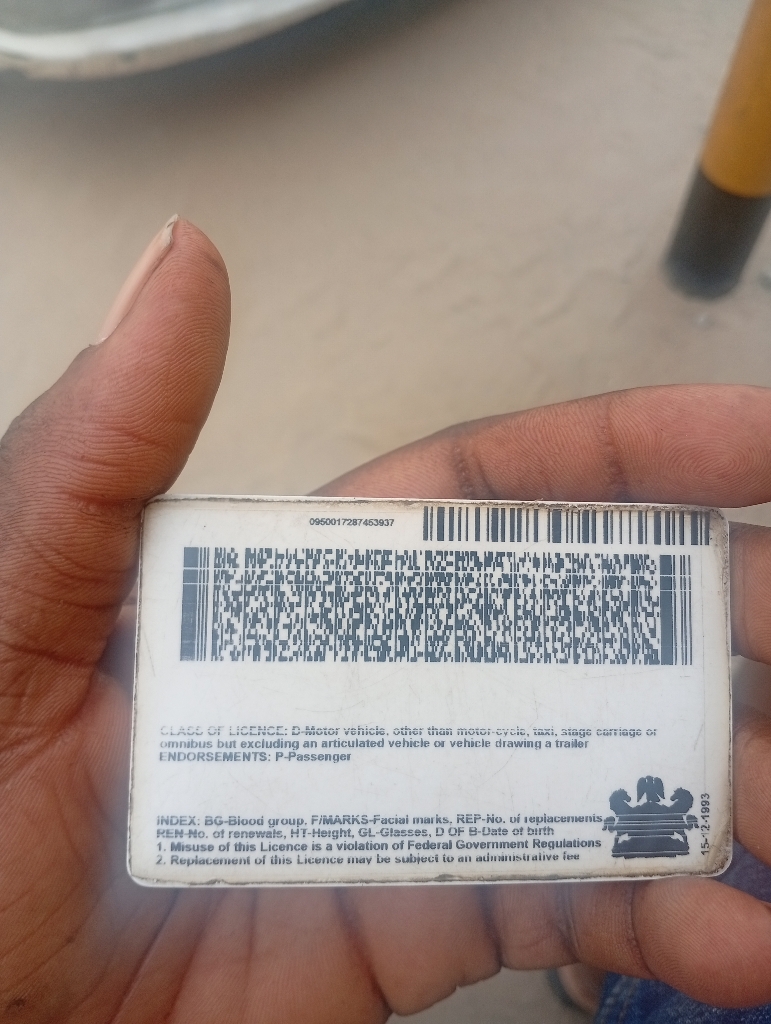 0950017287453937
CLASS OF LICENCE: D-Motor vehicle, other than motor-cycle, taxi, stage carriage or
omnibus but excluding an articulated vehicle or vehicle drawing a trailer
ENDORSEMENTS: P-Passenger
INDEX: BG-Blood group, F/MARKS-Facial marks, REP-No. of replacements
REN-No. of renewals, HT-Height, GL-Glasses, D OF B-Date of birth
1. Misuse of this Licence is a violation of Federal Government Regulations
2. Replacement of this Licence may be subject to an administrative fee
15-12-1993